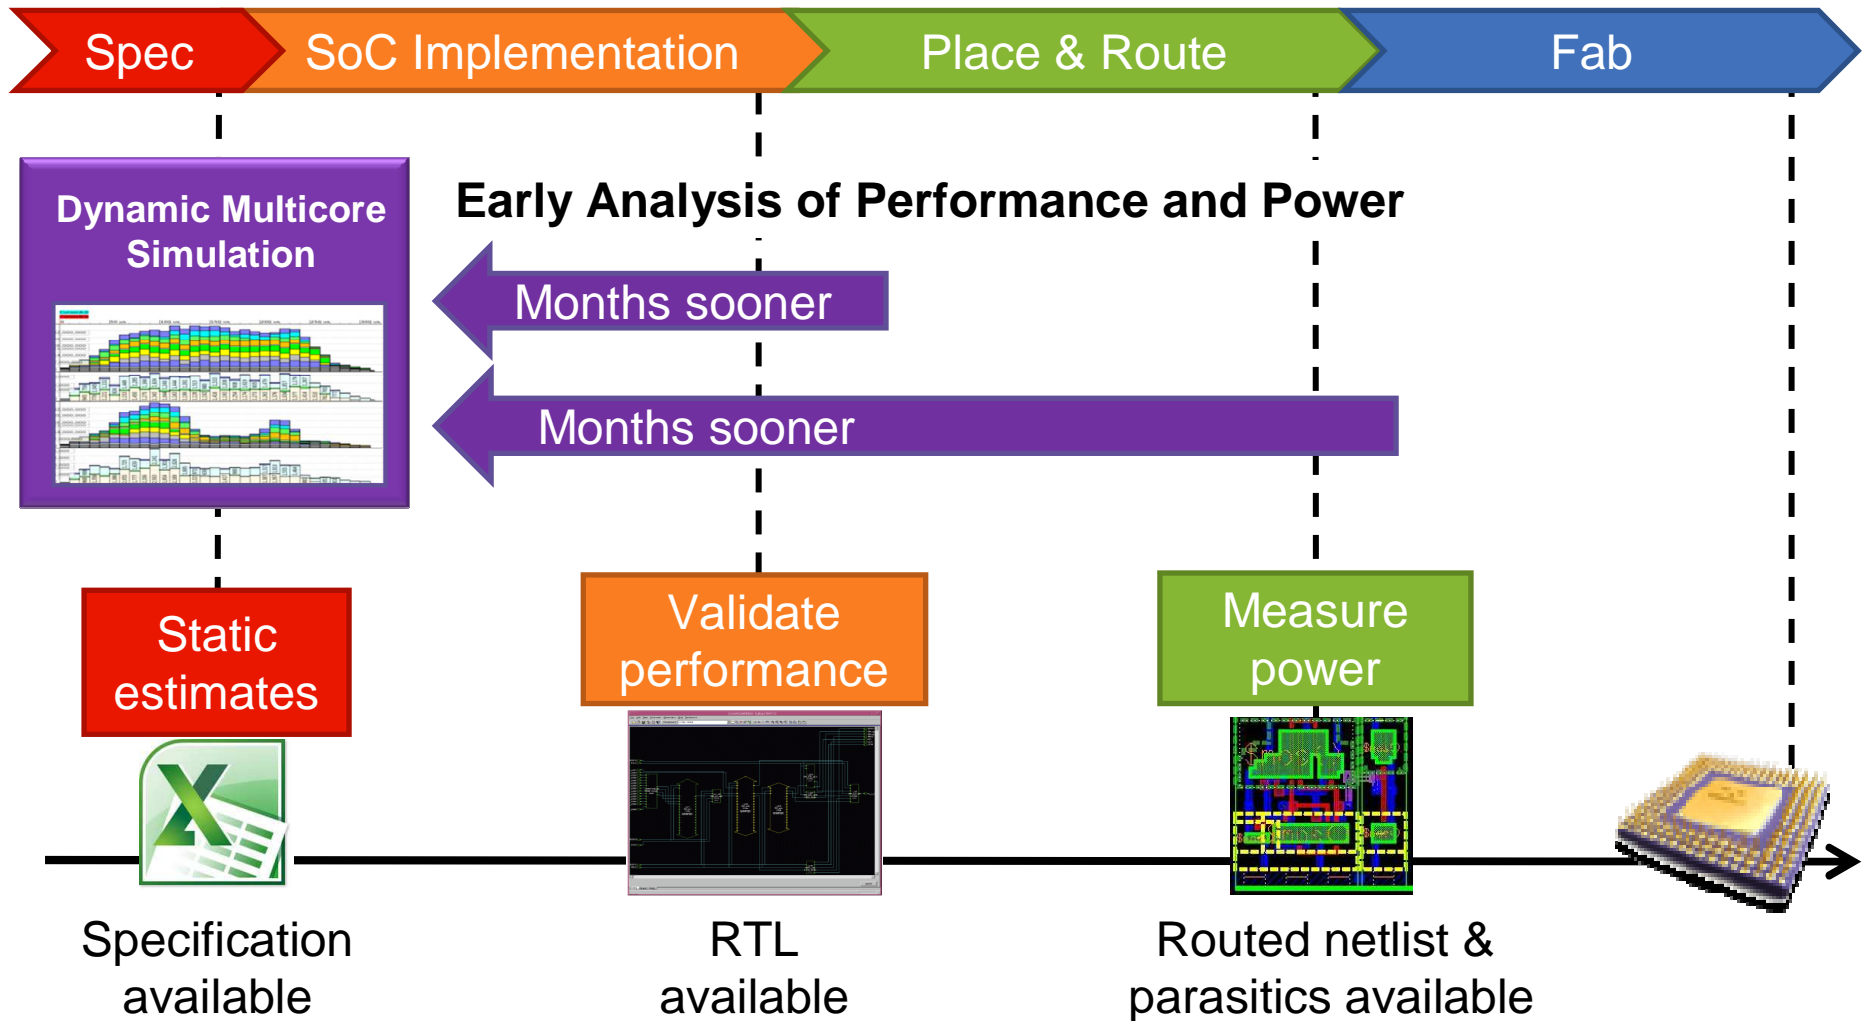 Spec
SoC Implementation
Place & Route
Fab
Dynamic Multicore
Simulation
Early Analysis of Performance and Power
Months sooner
Months sooner
Static
estimates
Validate
performance
Measure
power
Specification
available
RTL
available
Routed netlist &
parasitics available